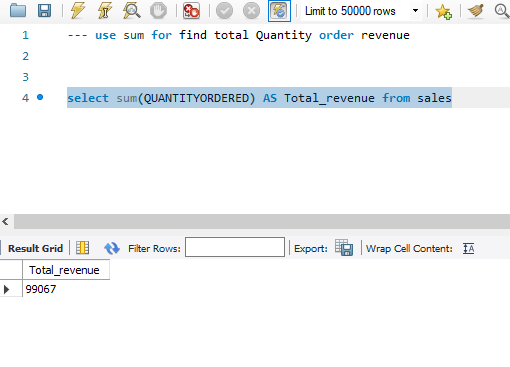 Limit to 50000 rows
1 --- use sum for find total Quantity order revenue
2
3
4 select sum(QUANTITYORDERED) AS Total_revenue from sales
Result Grid Filter Rows: Export: Wrap Cell Content:
Total_revenue
99067